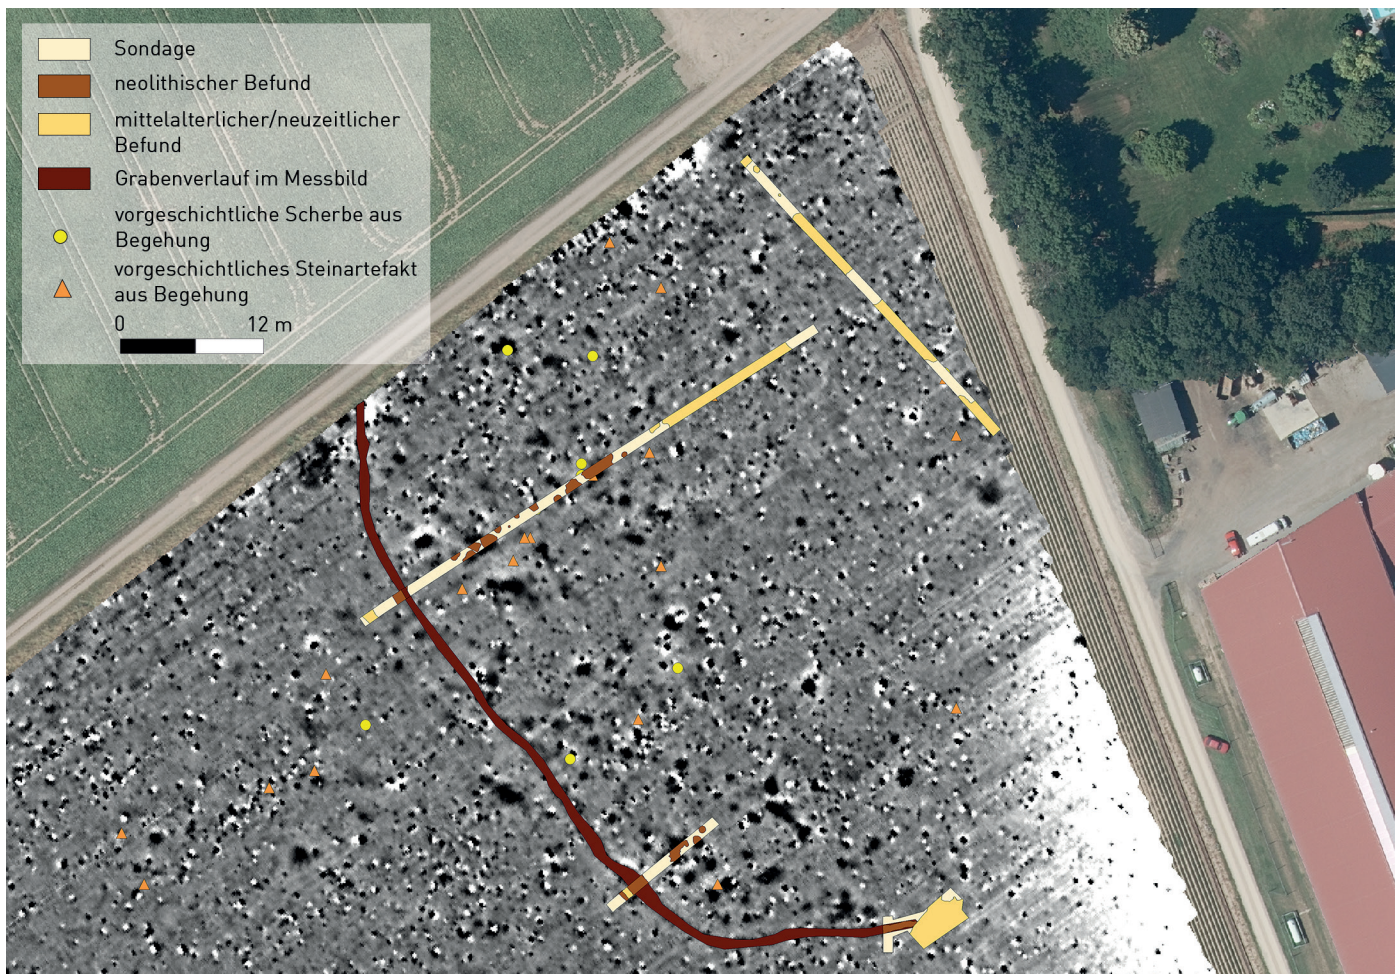 Sondage
neolithischer Befund
mittelalterlicher/neuzeitlicher
Befund
Grabenverlauf im Messbild
vorgeschichtliche Scherbe aus
Begehung
vorgeschichtliches Steinartefakt
aus Begehung
0 12 m